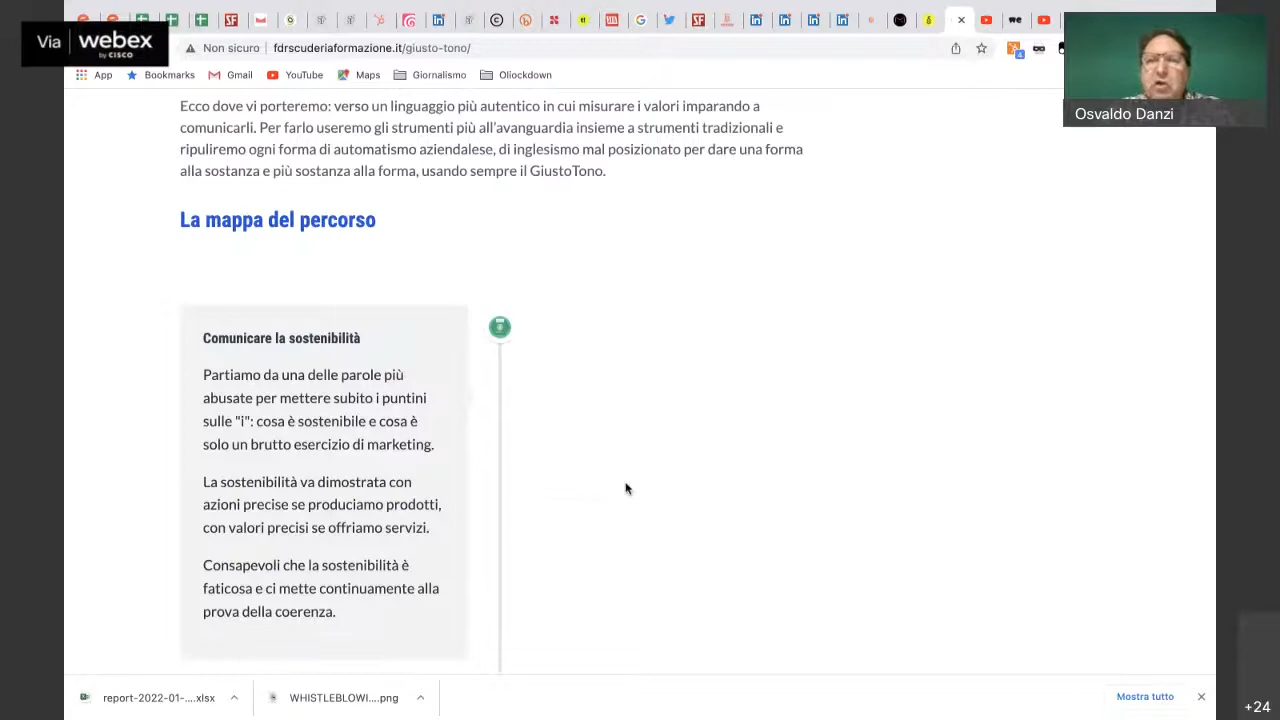 Via webex
by CISCO
Non sicuro fdrscuderiaformazione.it/giusto-tono/
App Bookmarks Gmail YouTube Maps Giornalismo Oliockdown
Osvaldo Danzi
Ecco dove vi porteremo: verso un linguaggio più autentico in cui misurare i valori imparando a
comunicarli. Per farlo useremo gli strumenti più all'avanguardia insieme a strumenti tradizionali e
ripuliremo ogni forma di automatismo aziendalese, di inglesismo mal posizionato per dare una forma
alla sostanza e più sostanza alla forma, usando sempre il GiustoTono.
La mappa del percorso
Comunicare la sostenibilità
Partiamo da una delle parole più
abusate per mettere subito i puntini
sulle "i": cosa è sostenibile e cosa è
solo un brutto esercizio di marketing.
La sostenibilità va dimostrata con
azioni precise se produciamo prodotti,
con valori precisi se offriamo servizi.
Consapevoli che la sostenibilità è
faticosa e ci mette continuamente alla
prova della coerenza.
report-2022-01-....xlsx WHISTLEBLOWI....png Mostra tutto
+24